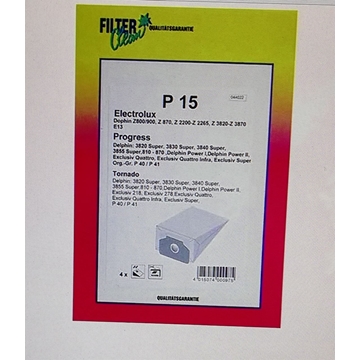 FILTER
Clean
QUALITÄTSGARANTIE
P 15
Electrolux
Dophin Z800/900, Z 870, Z 2200-Z 2265, Z 3820-Z 3870
E13
Progress
Delphin; 3820 Super, 3830 Super, 3840 Super,
3855 Super,810 - 870 ,Delphin Power I,Delphin Power II,
Exclusiv Quattro, Exclusiv Quattro Infra, Exclusiv Super
Org.-Gr. P 40 / P 41
Tornado
Delphin; 3820 Super, 3830 Super, 3840 Super,
3855 Super,810 - 870,Delphin Power I,Delphin Power II.
Exclusiv 218, Exclusiv 278,Exclusiv Quattro,
Exclusiv Quattro Infra, Exclusiv Super,
P 40 / P 41
4 x
QUALITÄTSGARANTIE